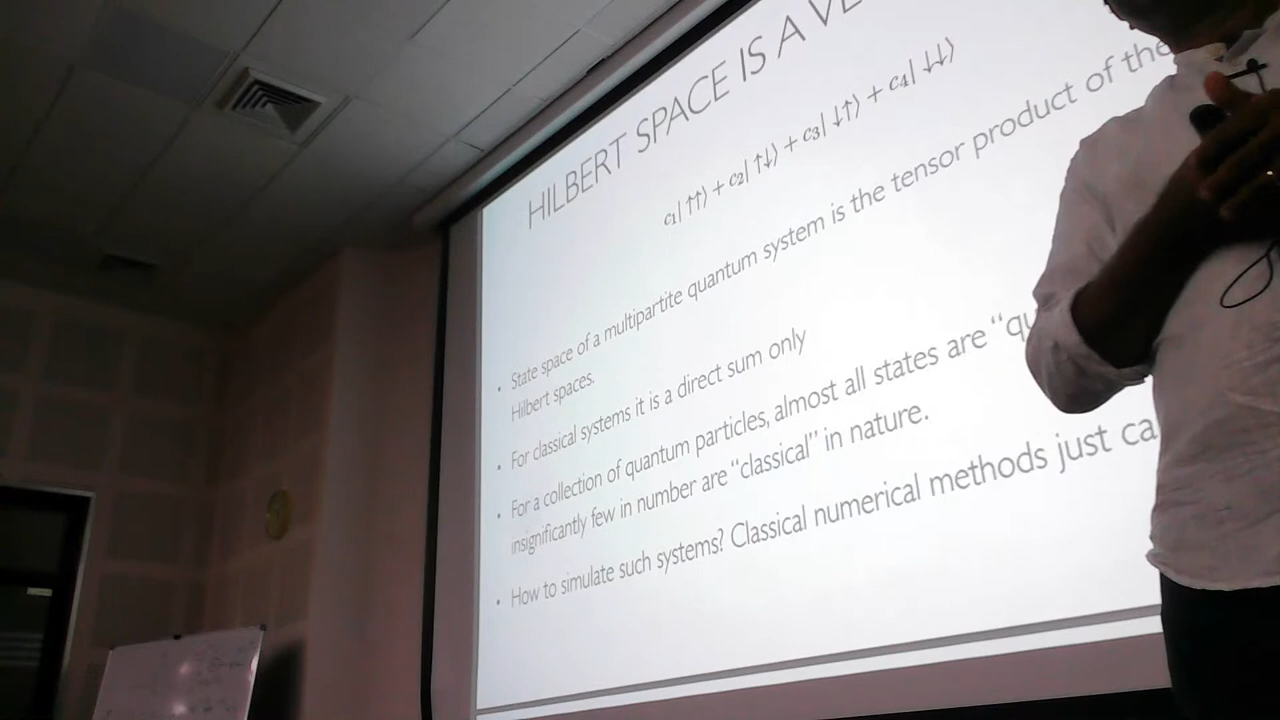 HILBERT SPACE IS A VE
c₁| ↑↑⟩ + c₂| ↑↓⟩ + c₃| ↓↑⟩ + c₄| ↓↓⟩
• State space of a multipartite quantum system is the tensor product of the
Hilbert spaces.
• For classical systems it is a direct sum only
• For a collection of quantum particles, almost all states are “qu
insignificantly few in number are “classical” in nature.
• How to simulate such systems? Classical numerical methods just ca